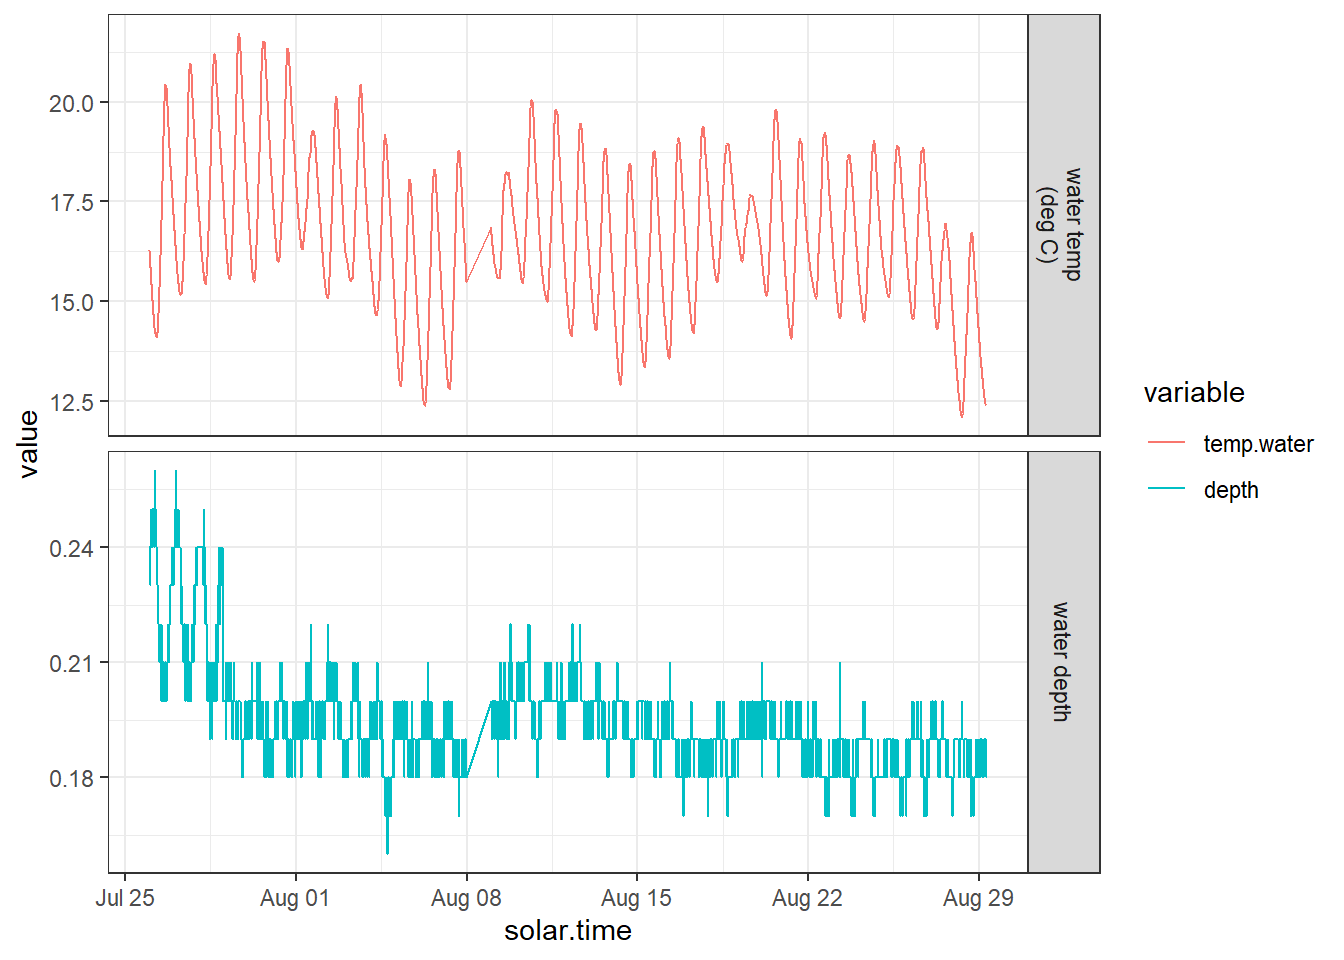 20.0
17.5
15.0
12.5
water temp
(deg C)
value
0.24
0.21
0.18
water depth
Jul 25
Aug 01
Aug 08
Aug 15
Aug 22
Aug 29
solar.time
variable
temp.water
depth